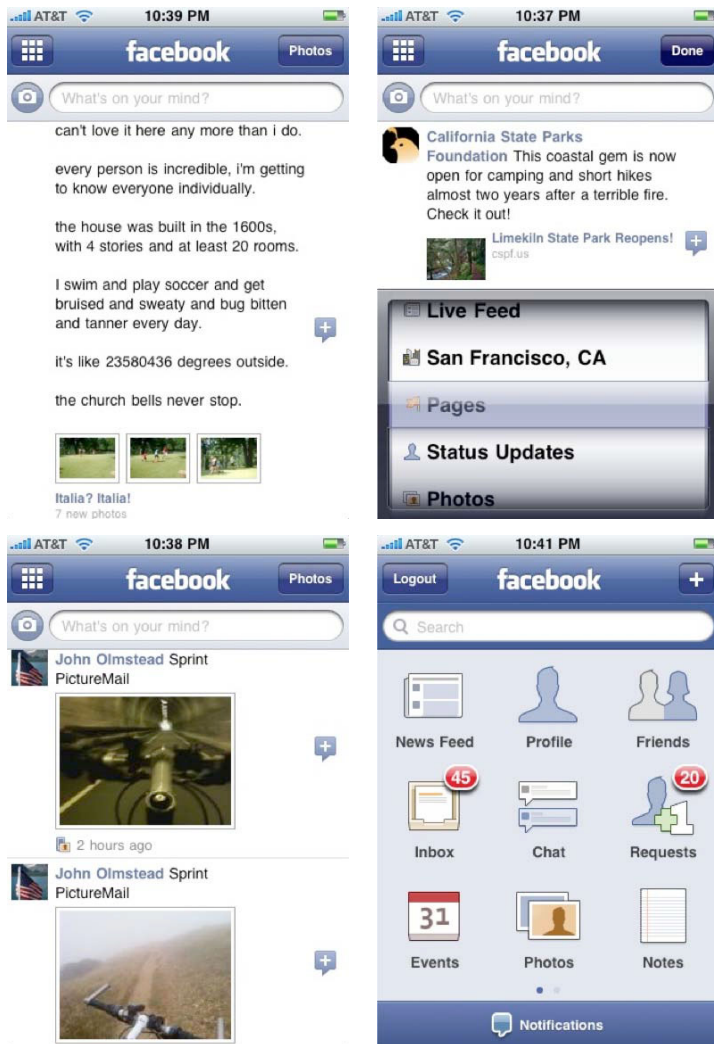 AT&T 10:39 PM
facebook Photos
What's on your mind?
can't love it here any more than i do.
every person is incredible, i'm getting
to know everyone individually.
the house was built in the 1600s,
with 4 stories and at least 20 rooms.
I swim and play soccer and get
bruised and sweaty and bug bitten
and tanner every day.
it's like 23580436 degrees outside.
the church bells never stop.
Italia? Italia!
7 new photos
AT&T 10:37 PM
facebook Done
What's on your mind?
California State Parks
Foundation This coastal gem is now
open for camping and short hikes
almost two years after a terrible fire.
Check it out!
Limekiln State Park Reopens!
cspf.us
Live Feed
San Francisco, CA
Pages
Status Updates
Photos
AT&T 10:38 PM
facebook Photos
What's on your mind?
John Olmstead Sprint
PictureMail
2 hours ago
John Olmstead Sprint
PictureMail
AT&T 10:41 PM
Logout facebook +
Search
News Feed Profile Friends
45 20
Inbox Chat Requests
31
Events Photos Notes
Notifications